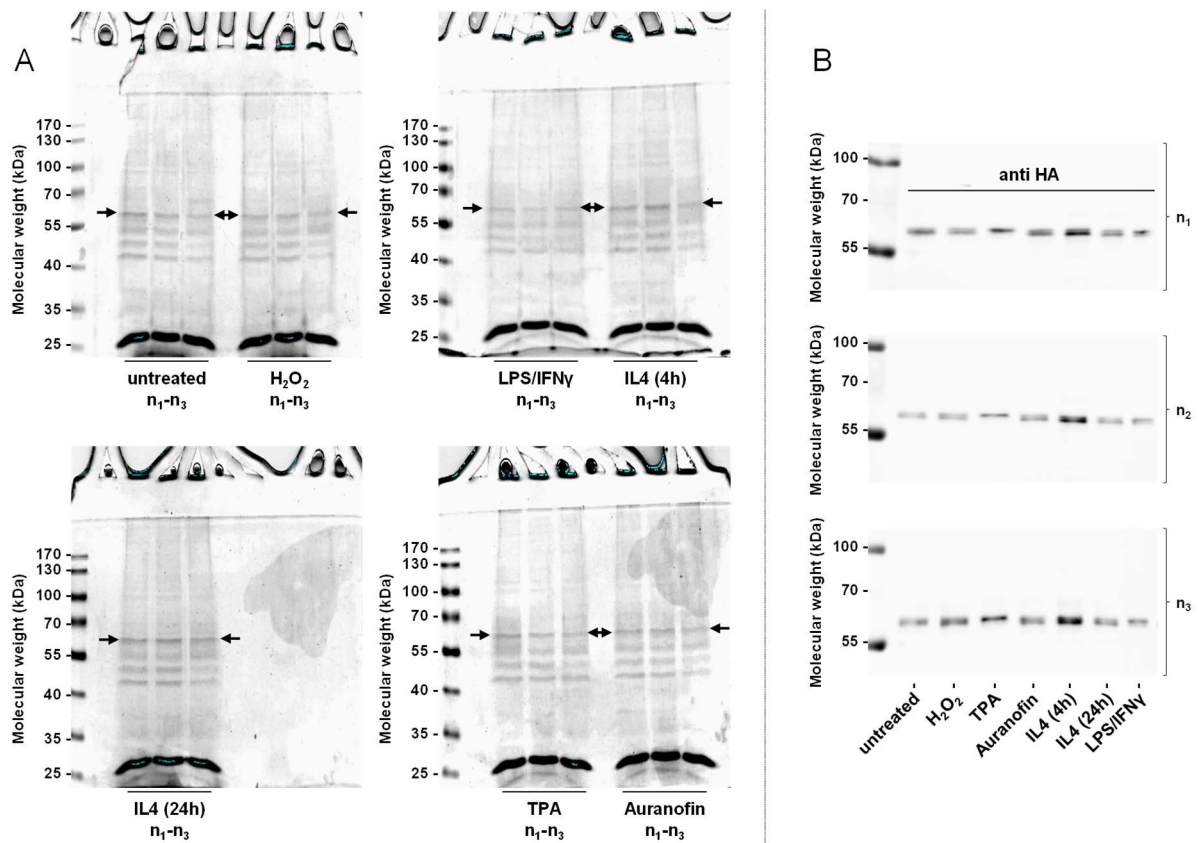 A
Molecular weight (kDa)
170
130
100
70
55
40
35
25
untreated
n1-n3
H2O2
n1-n3
Molecular weight (kDa)
170
130
100
70
55
40
35
25
LPS/IFNγ
n1-n3
IL4 (4h)
n1-n3
Molecular weight (kDa)
170
130
100
70
55
40
35
25
IL4 (24h)
n1-n3
Molecular weight (kDa)
170
130
100
70
55
40
35
25
TPA
n1-n3
Auranofin
n1-n3
B
Molecular weight (kDa)
100
70
55
anti HA
n1
Molecular weight (kDa)
100
70
55
n2
Molecular weight (kDa)
100
70
55
n3
untreated
H2O2
TPA
Auranofin
IL4 (4h)
IL4 (24h)
LPS/IFNγ